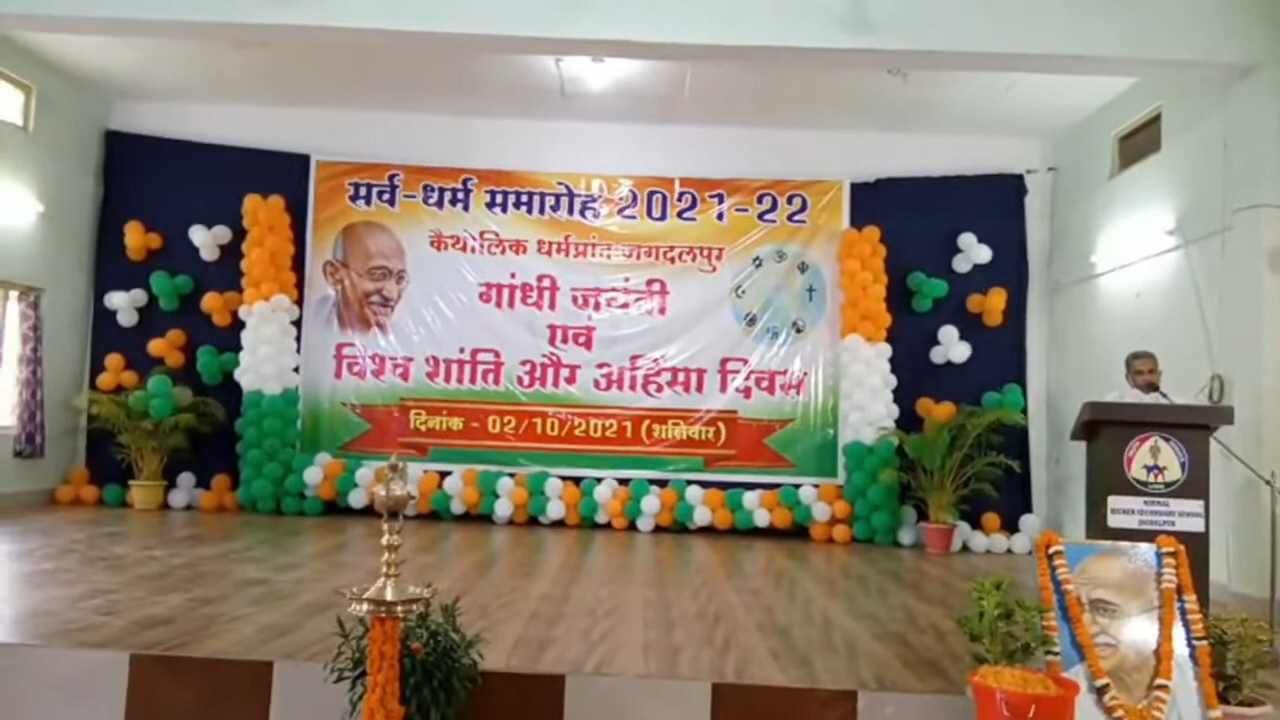 सर्व-धर्म समारोह 2021-22
कैथोलिक धर्मप्रांत जगदलपुर
गांधी जयंती
एवं
विश्व शांति और अहिंसा दिवस
दिनांक - 02/10/2021 (शनिवार)
NIRMAL
HIGHER SECONDARY SCHOOL
JAGDALPUR